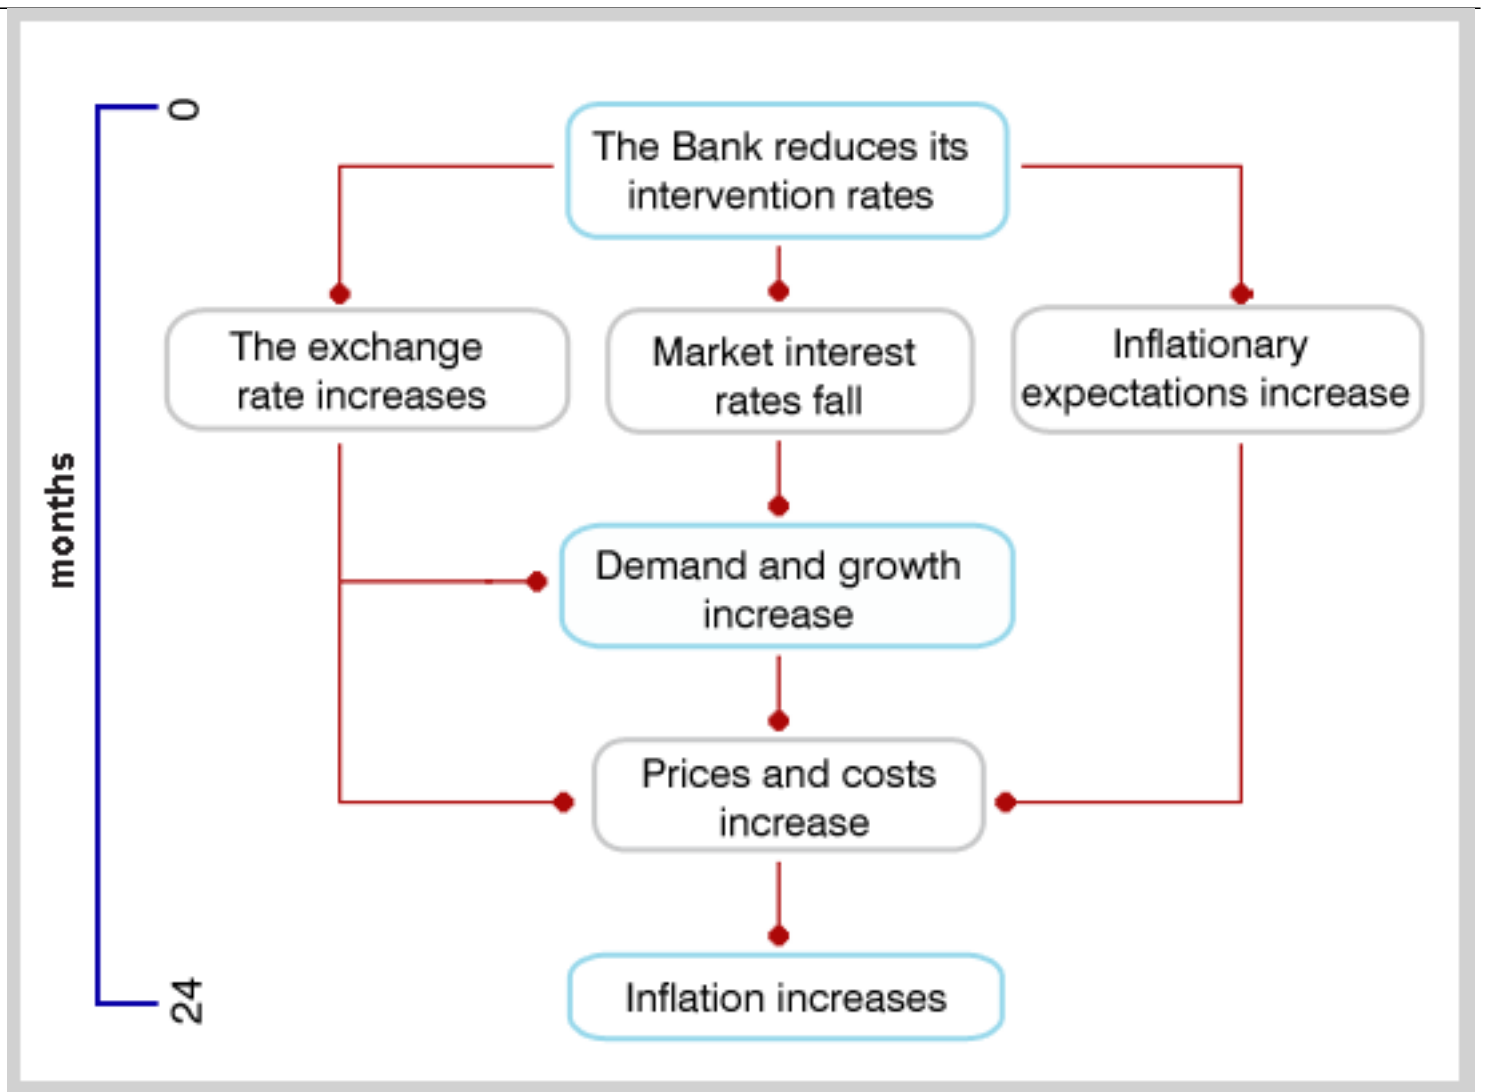 0
The Bank reduces its
intervention rates
The exchange
rate increases
Market interest
rates fall
Inflationary
expectations increase
months
Demand and growth
increase
Prices and costs
increase
24
Inflation increases